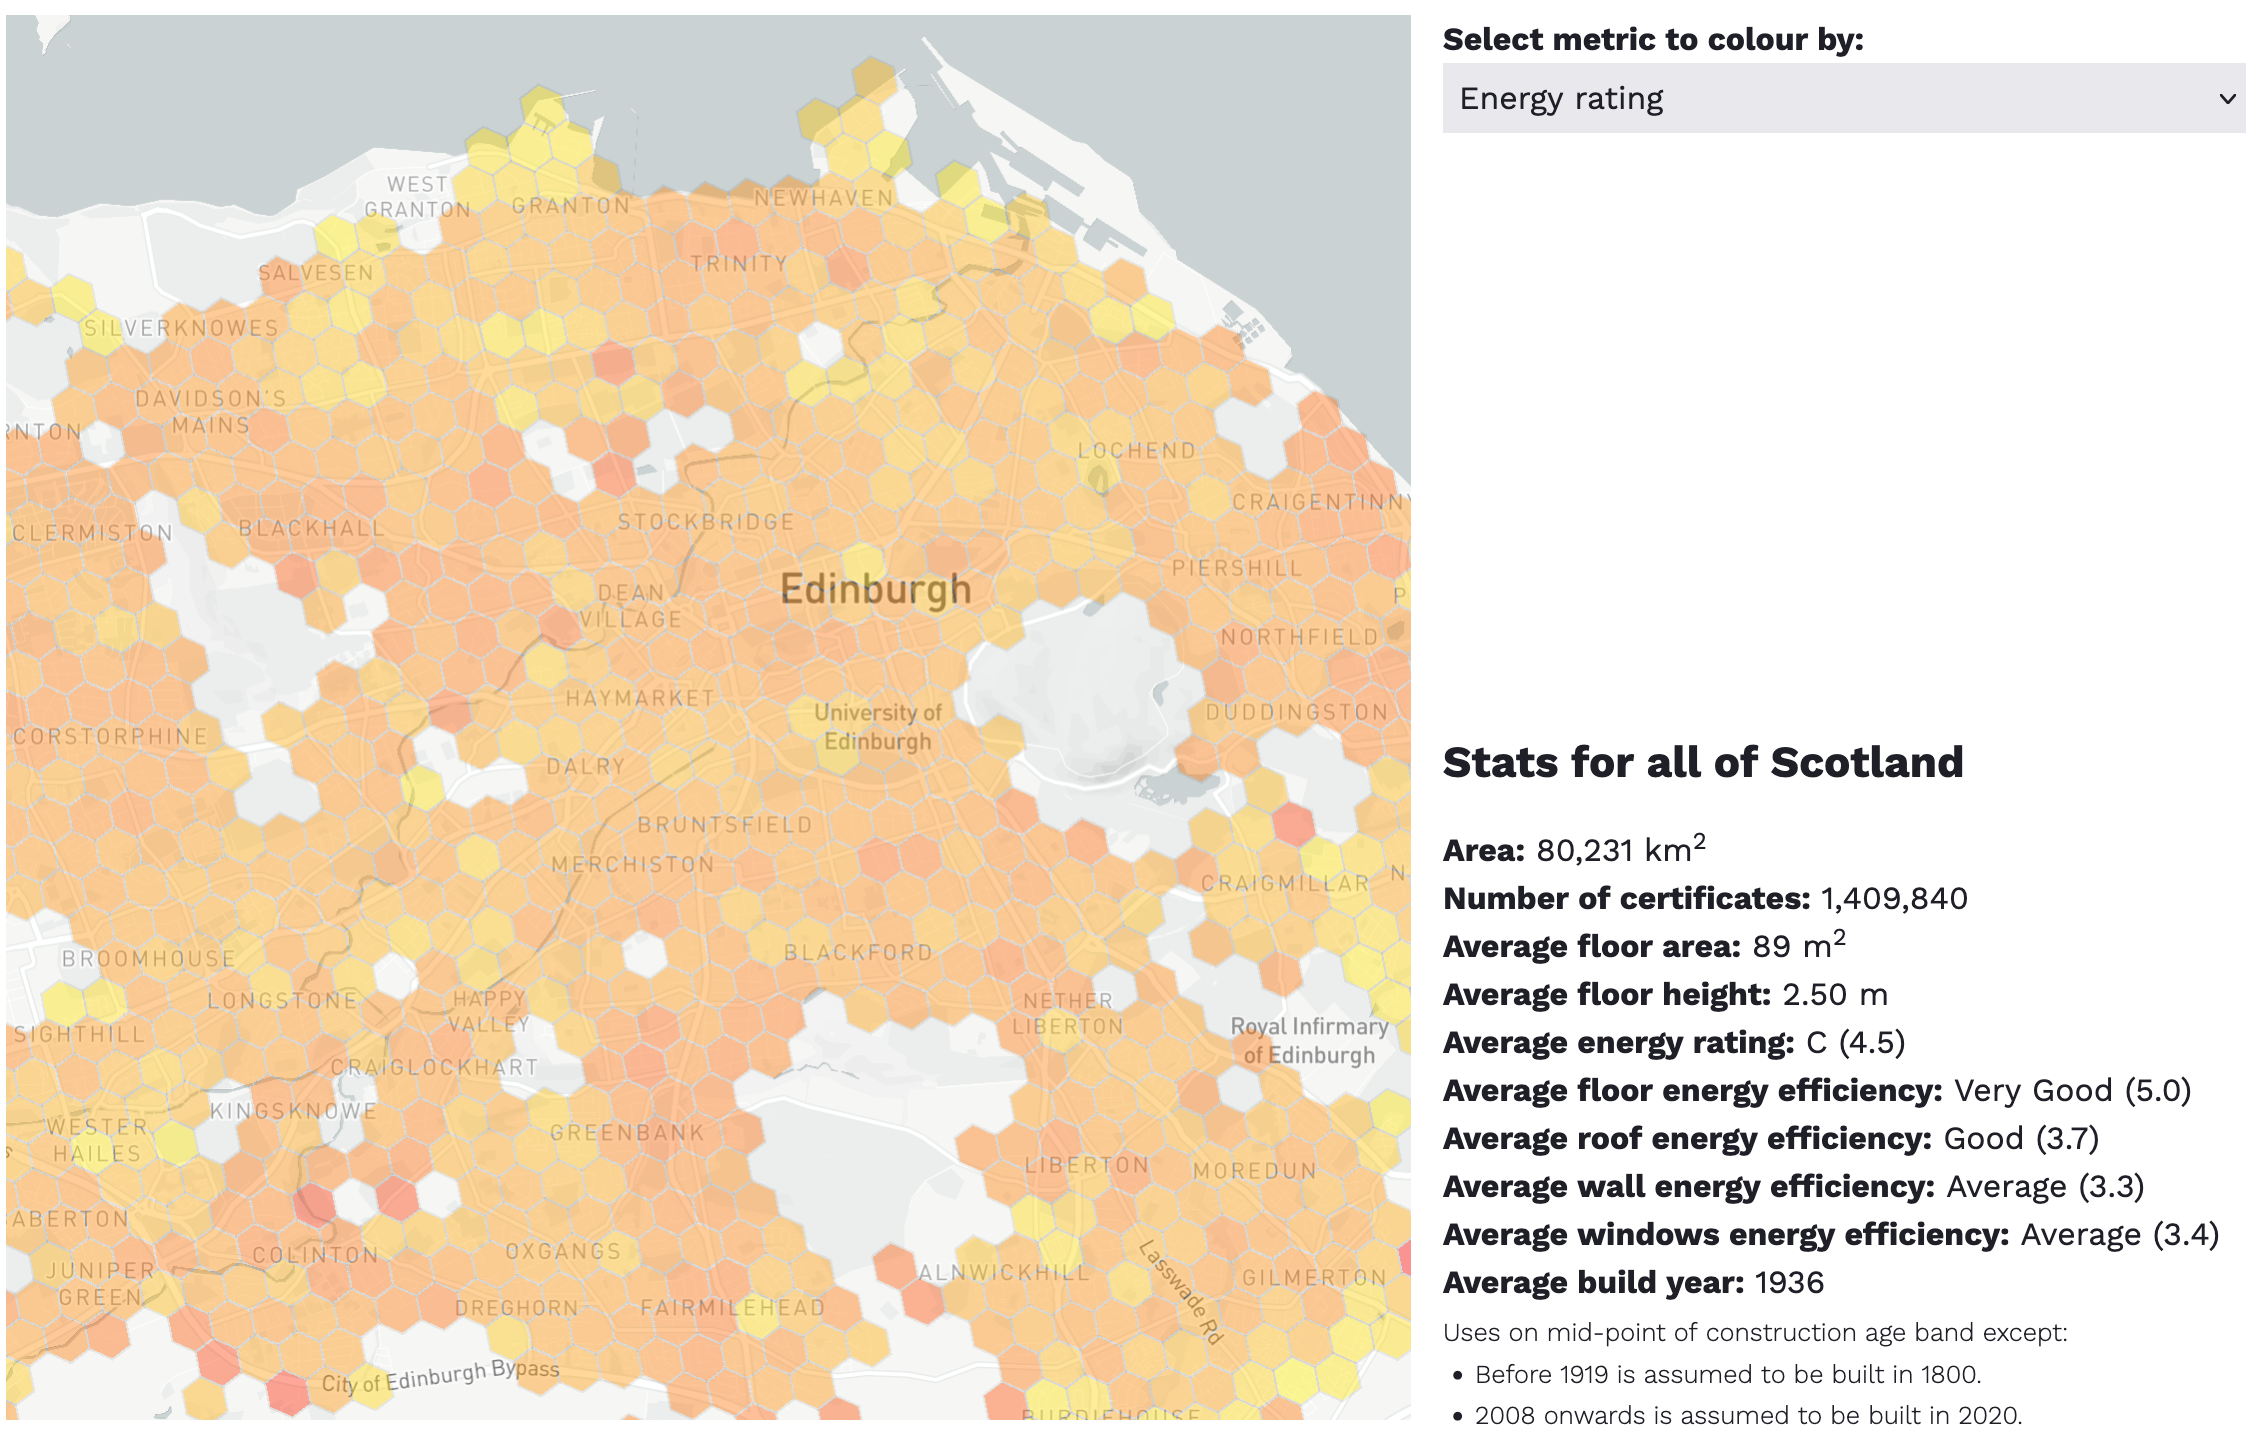 WEST
GRANTON
GRANTON
NEWHAVEN
SALVESEN
TRINITY
SILVERKNOWES
DAVIDSON'S
MAINS
RNTON
LOCHEND
CRAIGENTINNY
CLERMISTON
BLACKHALL
STOCKBRIDGE
PIERSHILL
Edinburgh
DEAN
VILLAGE
P
NORTHFIELD
HAYMARKET
University of
Edinburgh
DUDDINGSTON
CORSTORPHINE
DALRY
BRUNTSFIELD
MERCHISTON
CRAIGMILLAR
N-
BROOMHOUSE
BLACKFORD
LONGSTONE
HAPPY
VALLEY
NETHER
LIBERTON
SIGHTHILL
Royal Infirmary
of Edinburgh
CRAIGLOCKHART
KINGSKNOWE
WESTER
HAILES
s
GREENBANK
LIBERTON
MOREDUN
ABERTON
COLINTON
OXGANGS
JUNIPER
GREEN
ALNWICKHILL
Lasswade Rd
GILMERTON
DREGHORN
FAIRMILEHEAD
City of Edinburgh Bypass
BURDIEHOUSE
Select metric to colour by:
Energy rating
Stats for all of Scotland
Area: 80,231 km²
Number of certificates: 1,409,840
Average floor area: 89 m²
Average floor height: 2.50 m
Average energy rating: C (4.5)
Average floor energy efficiency: Very Good (5.0)
Average roof energy efficiency: Good (3.7)
Average wall energy efficiency: Average (3.3)
Average windows energy efficiency: Average (3.4)
Average build year: 1936
Uses on mid-point of construction age band except:
• Before 1919 is assumed to be built in 1800.
• 2008 onwards is assumed to be built in 2020.